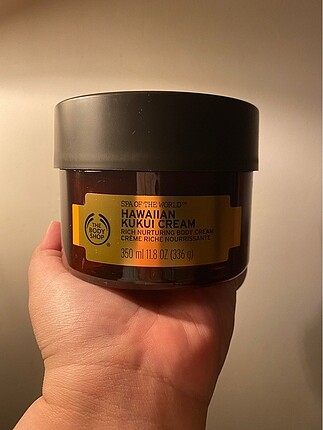 SPA OF THE WORLD™
HAWAIIAN
KUKUI CREAM
RICH NURTURING BODY CREAM
CRÈME RICHE NOURRISSANTE
350 ml 11.8 OZ (336 g)
THE
BODY
SHOP®